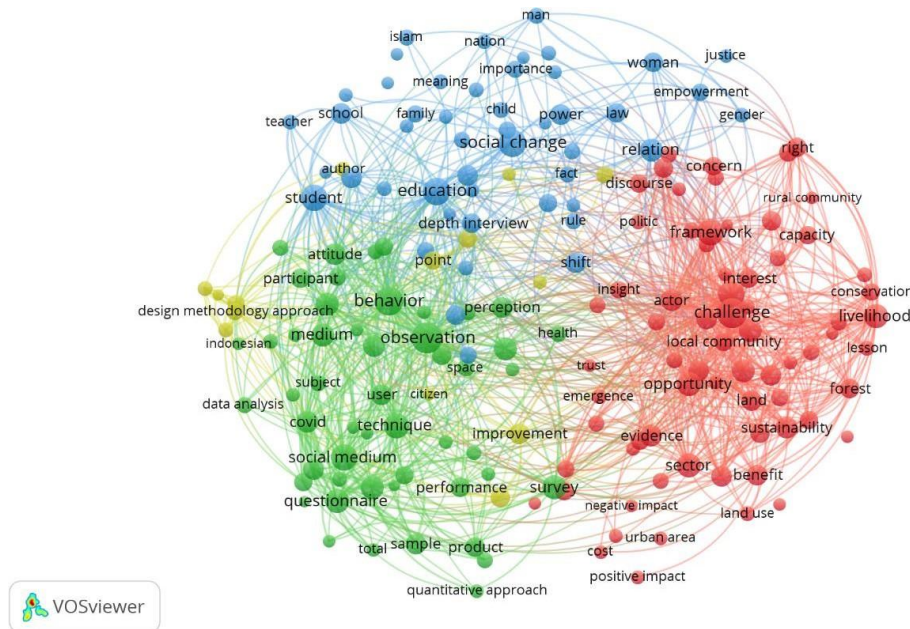 man
islam
nation
justice
woman
meaning
importance
empowerment
teacher
school
family
child
power
law
gender
social change
relation
right
author
fact
discourse
concern
student
education
rural community
depth interview
rule
politic
framework
capacity
attitude
point
shift
participant
interest
insight
conservation
behavior
perception
actor
design methodology approach
challenge
livelihood
medium
observation
health
indonesian
local community
lesson
space
trust
subject
opportunity
user
citizen
emergence
land
forest
data analysis
covid
technique
improvement
evidence
sustainability
social medium
sector
benefit
questionnaire
performance
survey
negative impact
land use
total
sample
product
cost
urban area
quantitative approach
positive impact
VOSviewer